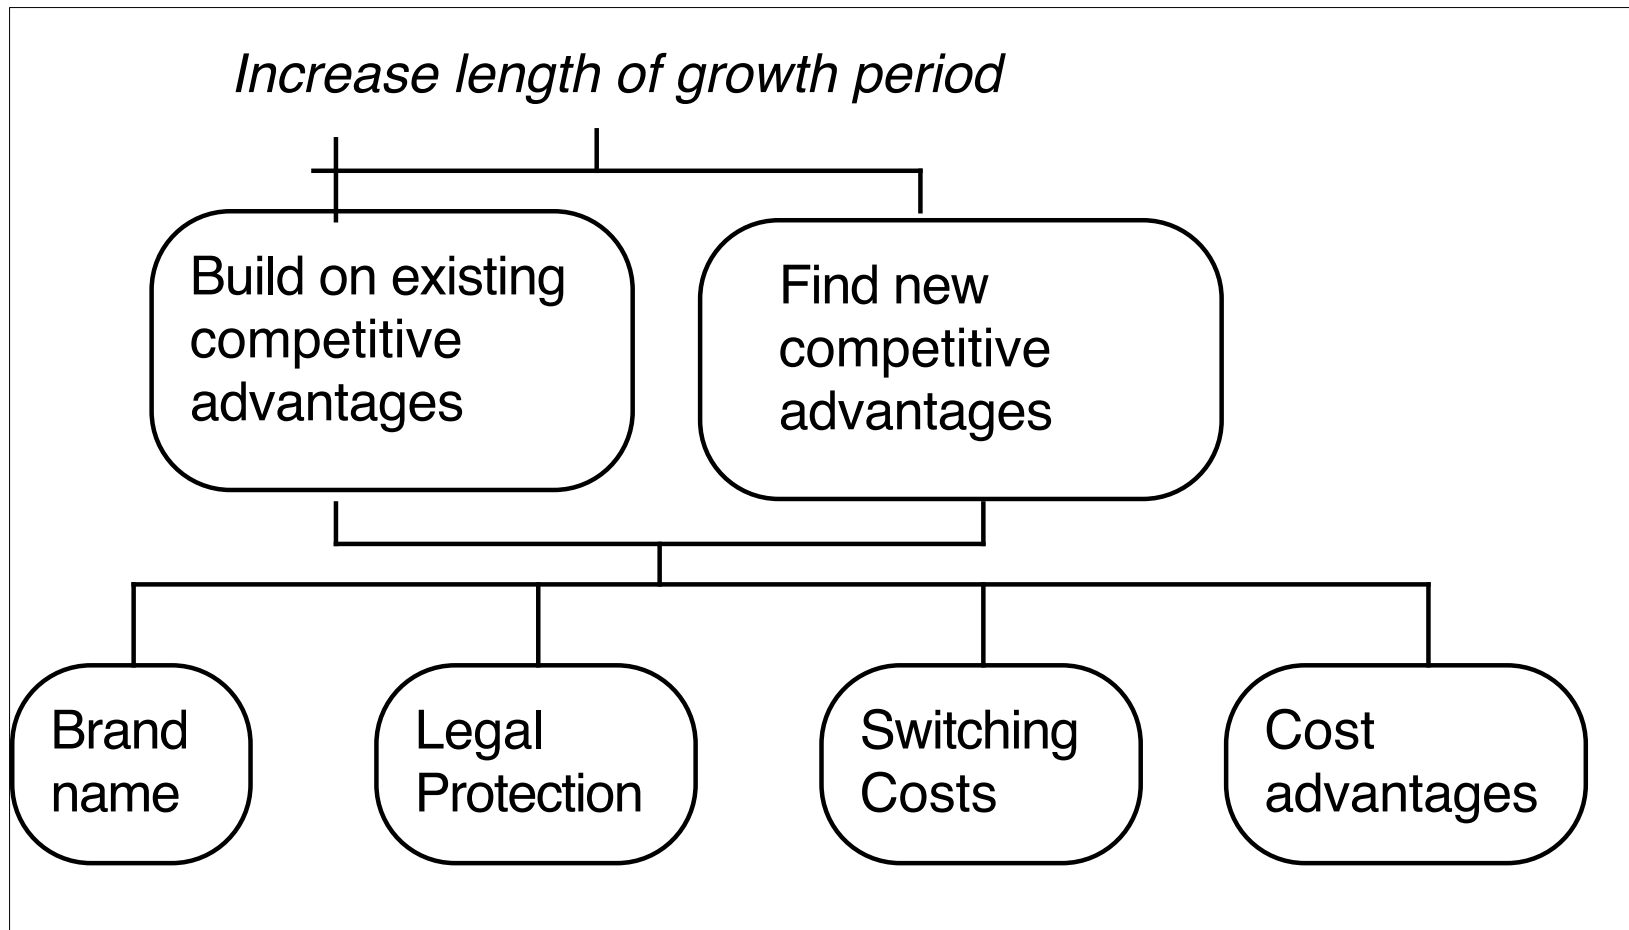 Increase length of growth period
Build on existing
competitive
advantages
Find new
competitive
advantages
Brand
name
Legal
Protection
Switching
Costs
Cost
advantages